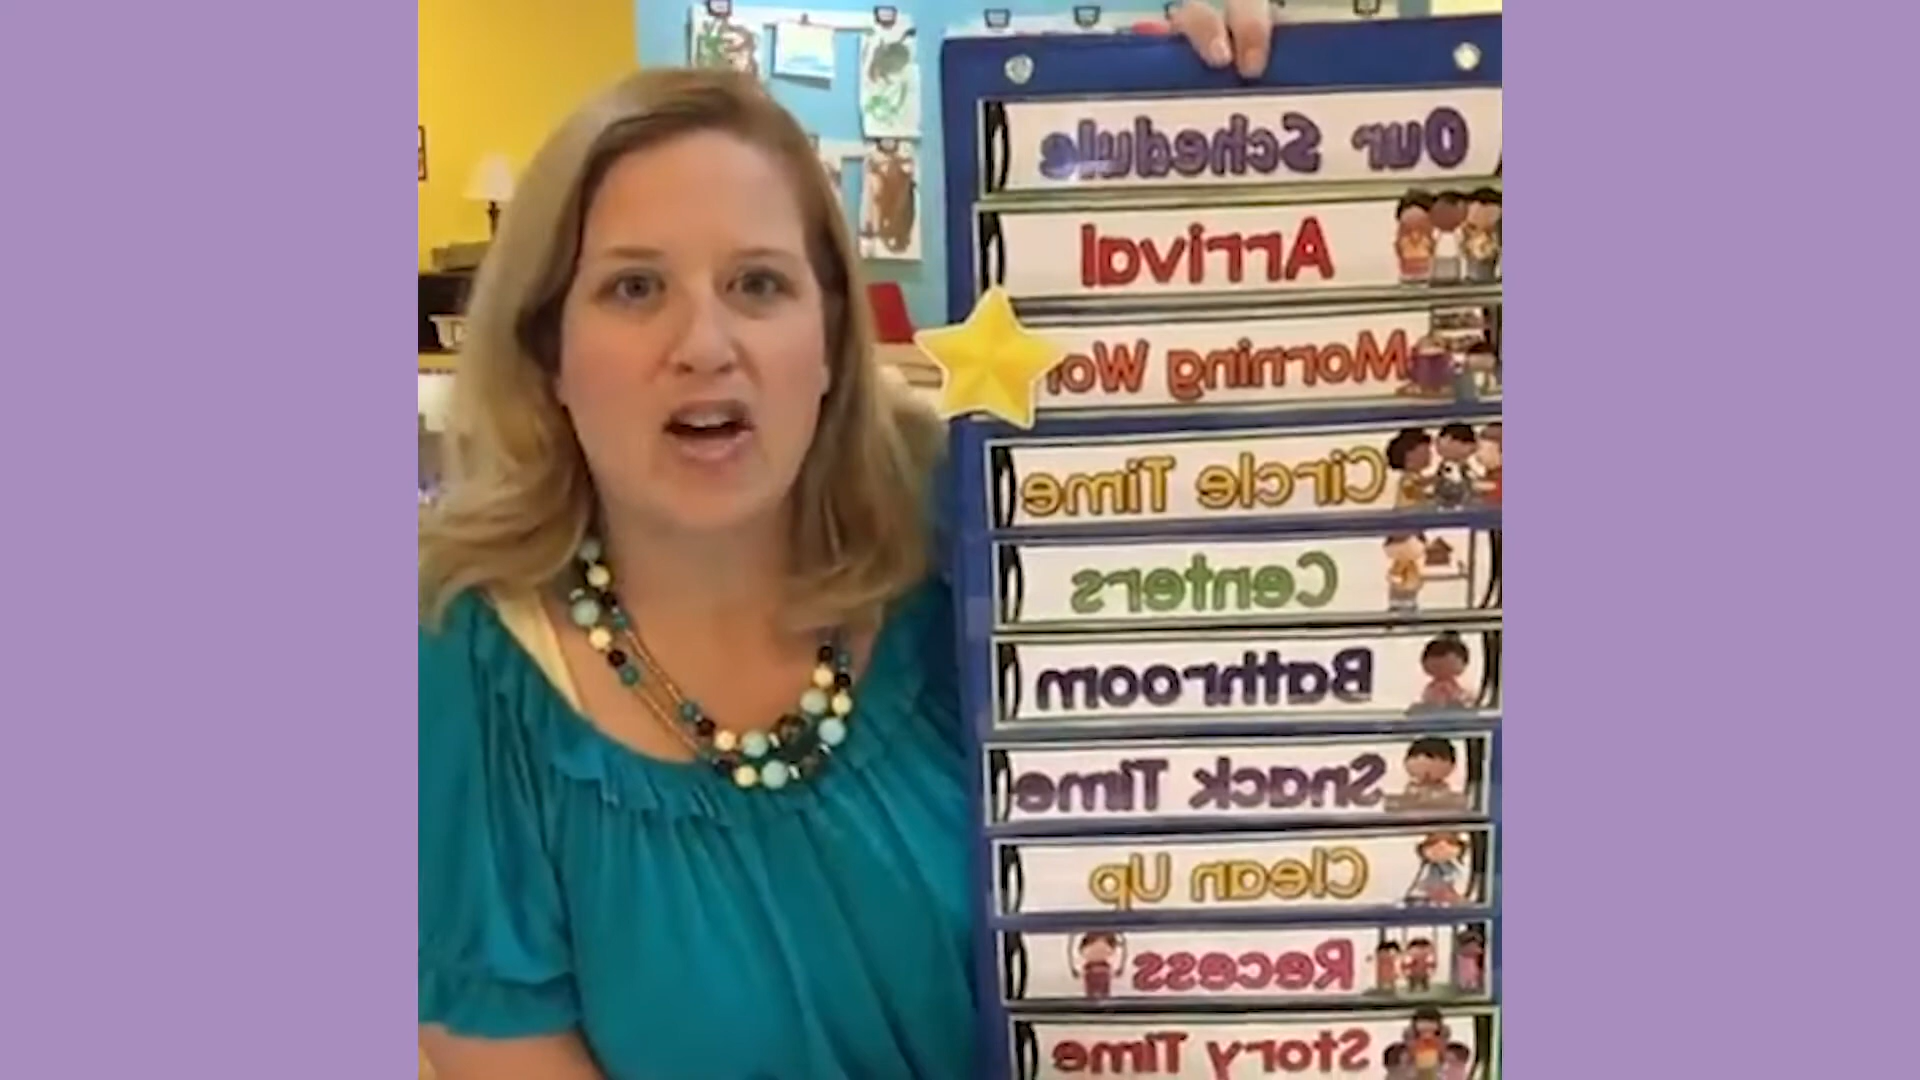 Our Schedule
Arrival
Morning Wo
Circle Time
Centers
Bathroom
Snack Time
Clean Up
Recess
Story Time